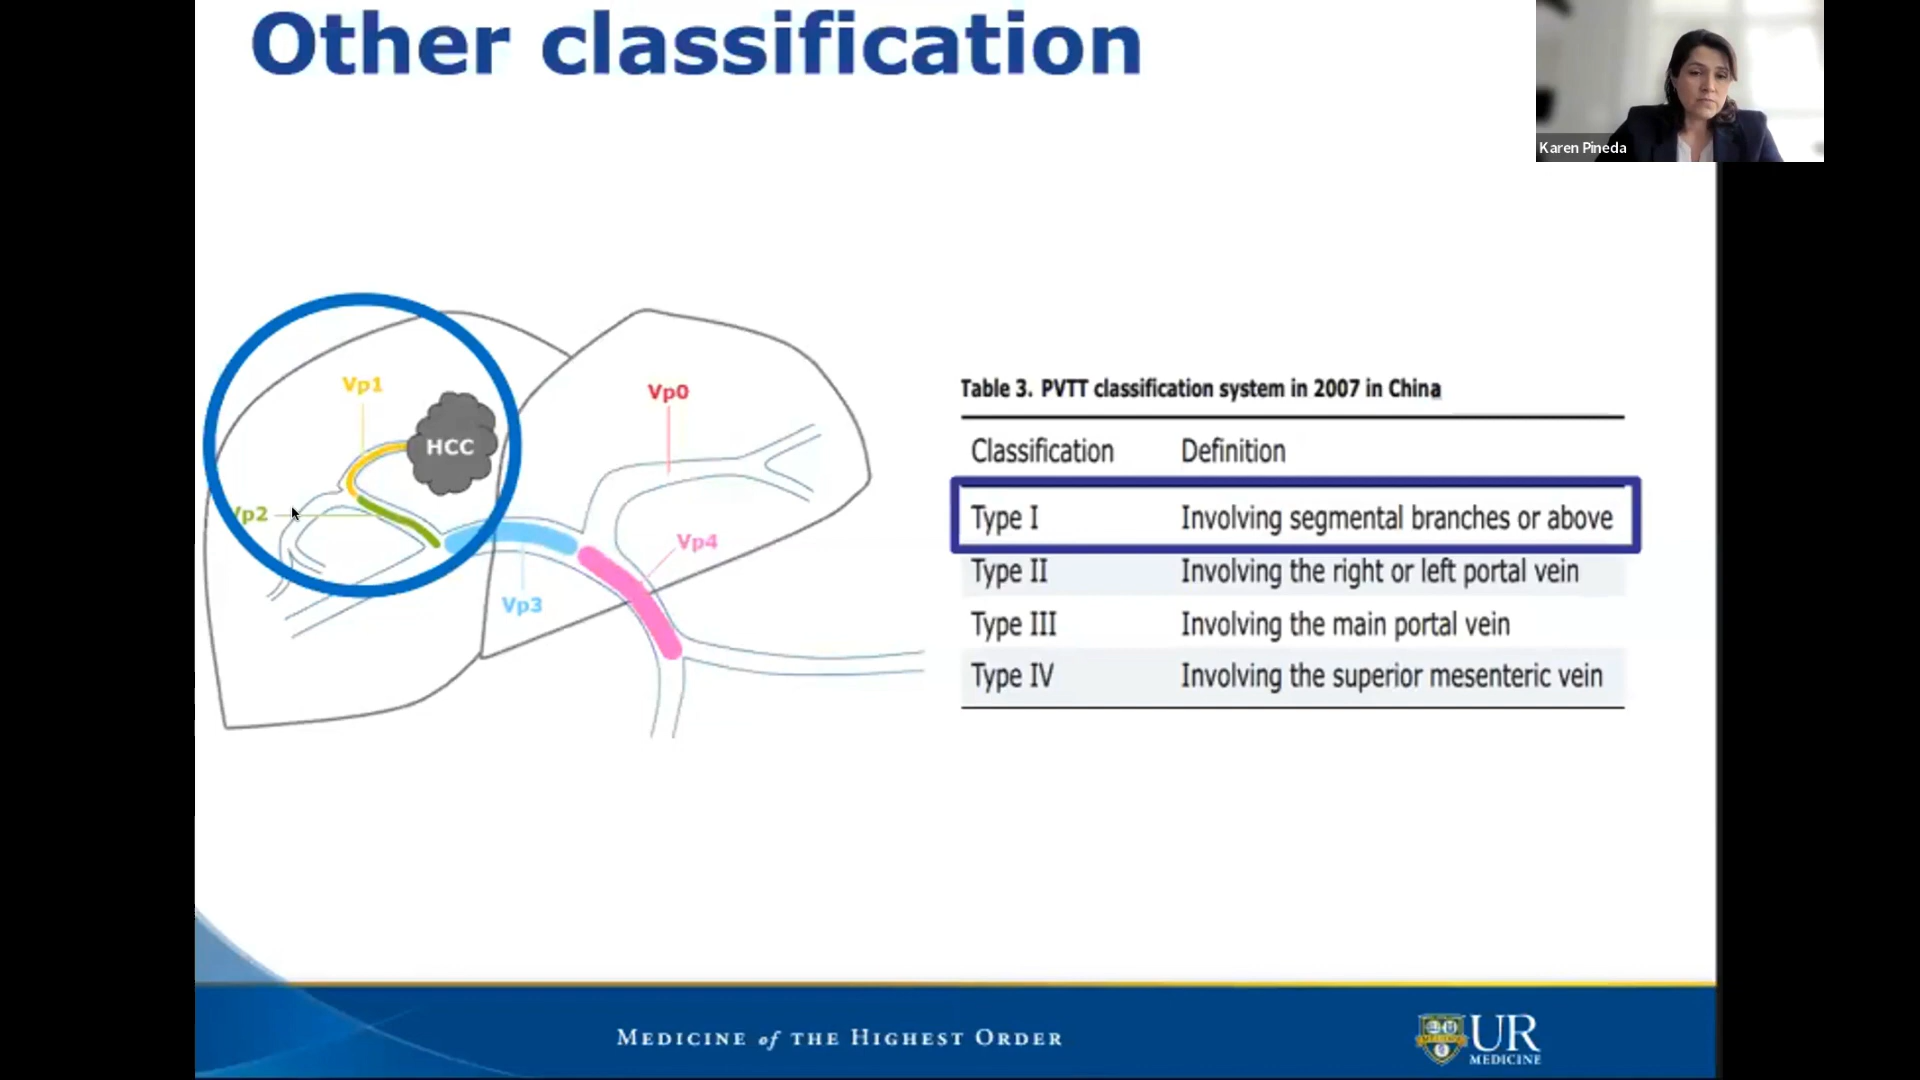 Other classification
Karen Pineda
Vp1
Vp0
HCC
Vp2
Vp4
Vp3
Table 3. PVTT classification system in 2007 in China
Classification Definition
Type I Involving segmental branches or above
Type II Involving the right or left portal vein
Type III Involving the main portal vein
Type IV Involving the superior mesenteric vein
MEDICINE of THE HIGHEST ORDER
UR
MEDICINE